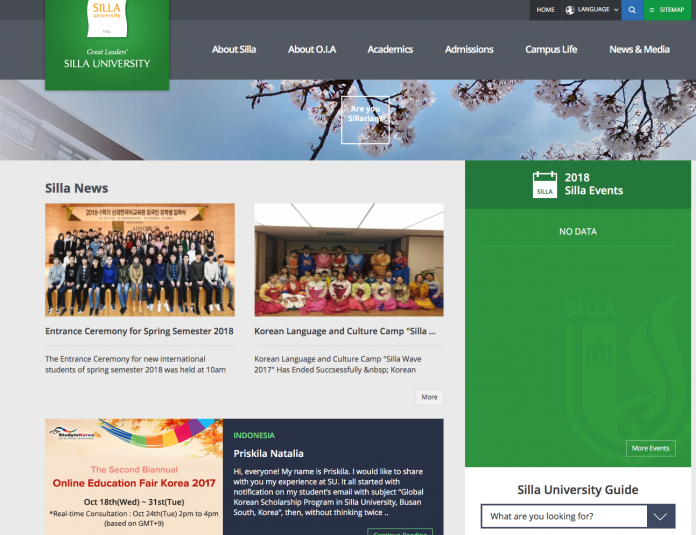 HOME
LANGUAGE
SITEMAP
SILLA
university
1954
Great Leaders'
SILLA UNIVERSITY
About Silla
About O.I.A
Academics
Admissions
Campus Life
News & Media
Are you
Sillarian?
Silla News
2018-1학기 신라한국어교육원 외국인 유학생 입학식
Entrance Ceremony for Spring Semester 2018
The Entrance Ceremony for new international
students of spring semester 2018 was held at 10am
Korean Language and Culture Camp "Silla ...
Korean Language and Culture Camp "Silla Wave
2017" Has Ended Succsessfully &nbsp; Korean
More
StudyinKorea
The Second Biannual
Online Education Fair Korea 2017
Oct 18th(Wed) ~ 31st(Tue)
*Real-time Consultation : Oct 24th(Tue) 2pm to 4pm
(based on GMT+9)
INDONESIA
Priskila Natalia
Hi, everyone! My name is Priskila. I would like to share
with you my experience at SU. It all started with
notification on my student's email with subject “Global
Korean Scholarship Program in Silla University, Busan
South, Korea”, then, without thinking twice ..
Continue Reading
SILLA
2018
Silla Events
NO DATA
SILLA
More Events
Silla University Guide
What are you looking for?